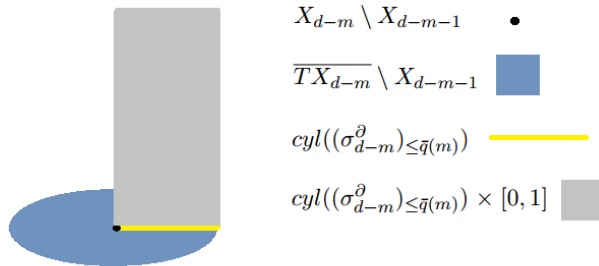 $X_{d-m} \setminus X_{d-m-1}$
$\overline{TX_{d-m}} \setminus X_{d-m-1}$
$cyl((\sigma^{\partial}_{d-m})_{\leq \bar{q}(m)})$
$cyl((\sigma^{\partial}_{d-m})_{\leq \bar{q}(m)}) \times [0,1]$